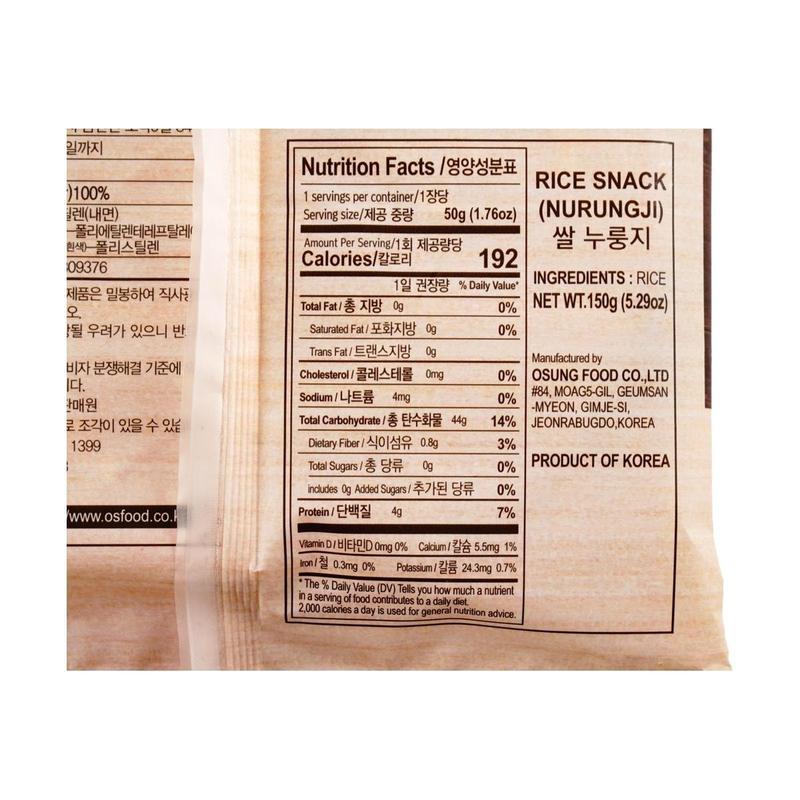 일까지
)100%
렌(내면)
폴리에틸렌테레프탈레
흰색)─폴리스틸렌
09376
제품은 밀봉하여 직사
오.
될 우려가 있으니 반
비자 분쟁해결 기준에
다.
판매원
조각이 있을 수 있습
1399
www.osfood.co.k
Nutrition Facts /영양성분표
1 servings per container/1장당
Serving size/제공 중량 50g (1.76oz)
Amount Per Serving/1회 제공량당
Calories/칼로리 192
1일 권장량 % Daily Value*
Total Fat / 총 지방 0g 0%
Saturated Fat / 포화지방 0g 0%
Trans Fat / 트랜스지방 0g
Cholesterol / 콜레스테롤 0mg 0%
Sodium / 나트륨 4mg 0%
Total Carbohydrate / 총 탄수화물 44g 14%
Dietary Fiber / 식이섬유 0.8g 3%
Total Sugars / 총 당류 0g 0%
includes 0g Added Sugars / 추가된 당류 0%
Protein / 단백질 4g 7%
Vitamin D / 비타민D 0mg 0% Calcium / 칼슘 5.5mg 1%
Iron / 철 0.3mg 0% Potassium / 칼륨 24.3mg 0.7%
* The % Daily Value (DV) Tells you how much a nutrient
in a serving of food contributes to a daily diet.
2,000 calories a day is used for general nutrition advice.
RICE SNACK
(NURUNGJI)
쌀 누룽지
INGREDIENTS : RICE
NET WT.150g (5.29oz)
Manufactured by
OSUNG FOOD CO.,LTD
#84, MOAG5-GIL, GEUMSAN
-MYEON, GIMJE-SI,
JEONRABUGDO,KOREA
PRODUCT OF KOREA